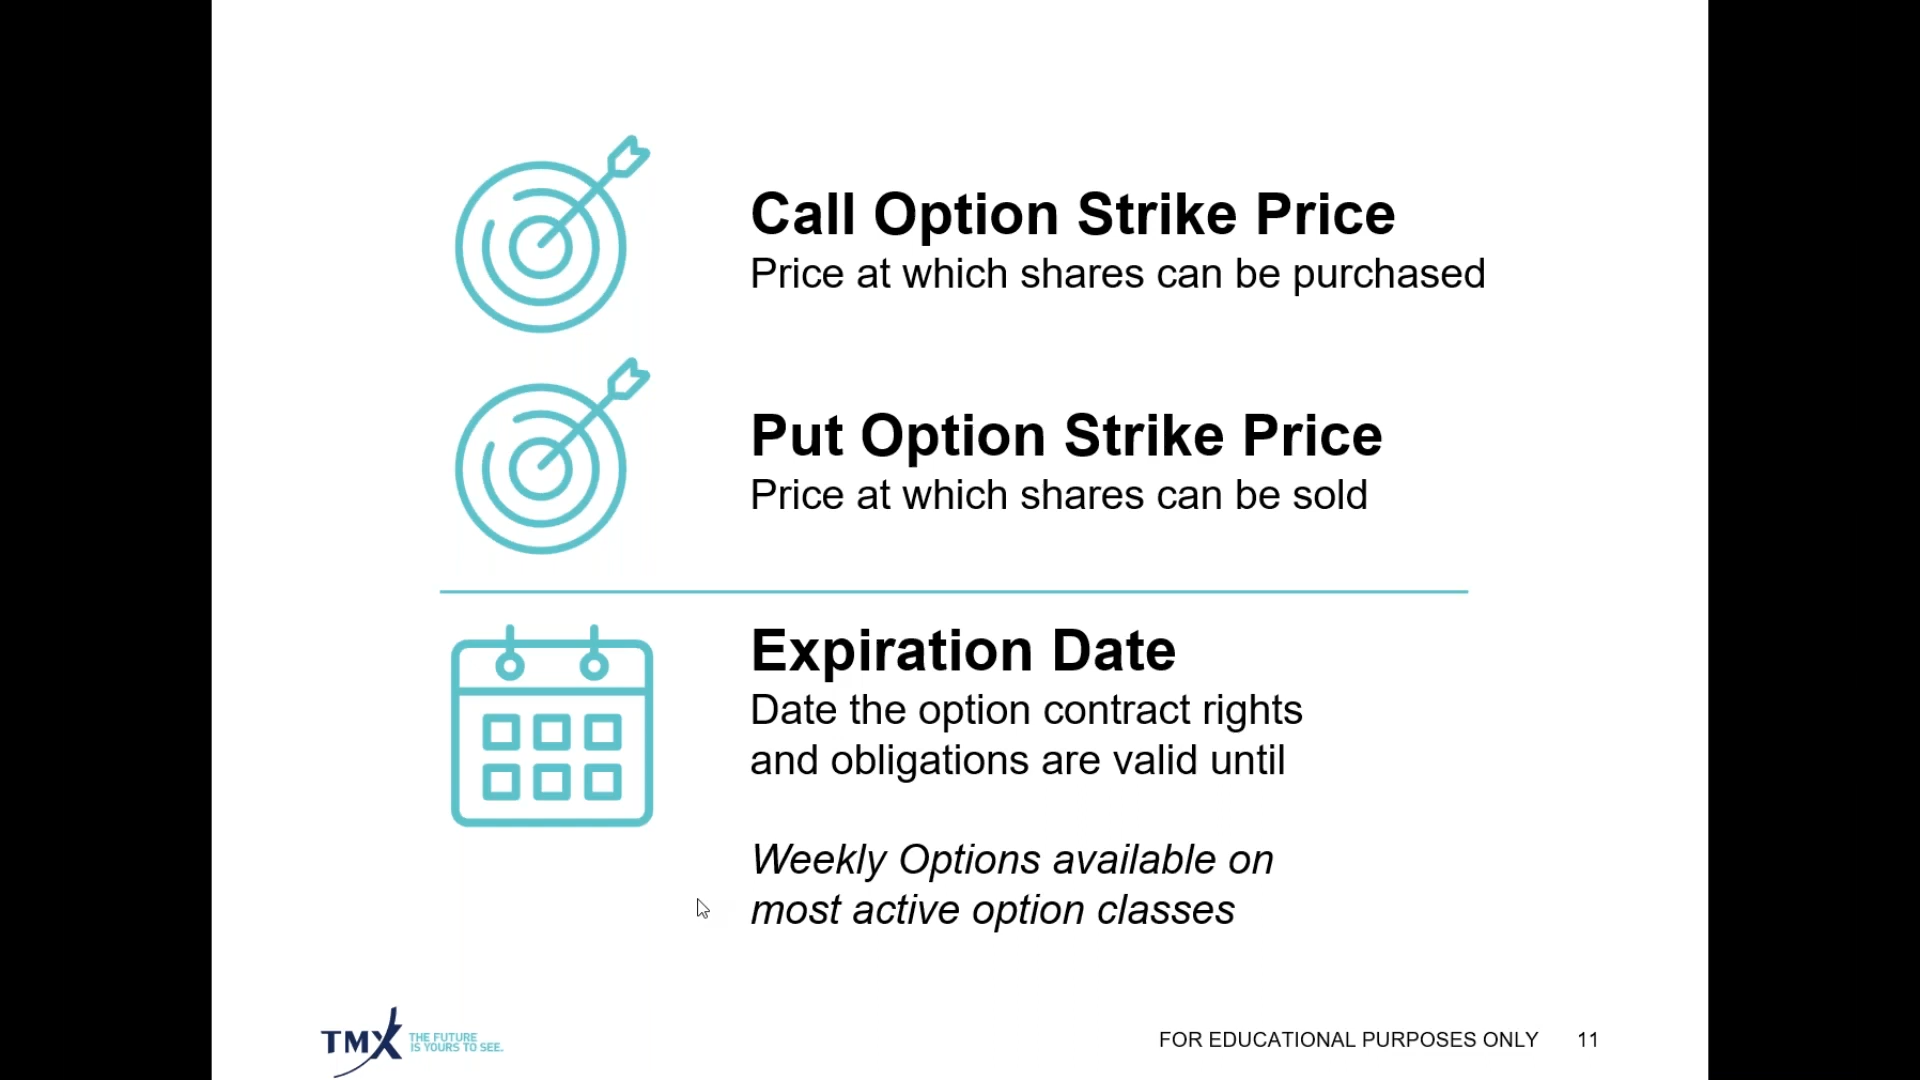 Call Option Strike Price
Price at which shares can be purchased
Put Option Strike Price
Price at which shares can be sold
Expiration Date
Date the option contract rights
and obligations are valid until
Weekly Options available on
most active option classes
TMX THE FUTURE
IS YOURS TO SEE.
FOR EDUCATIONAL PURPOSES ONLY 11